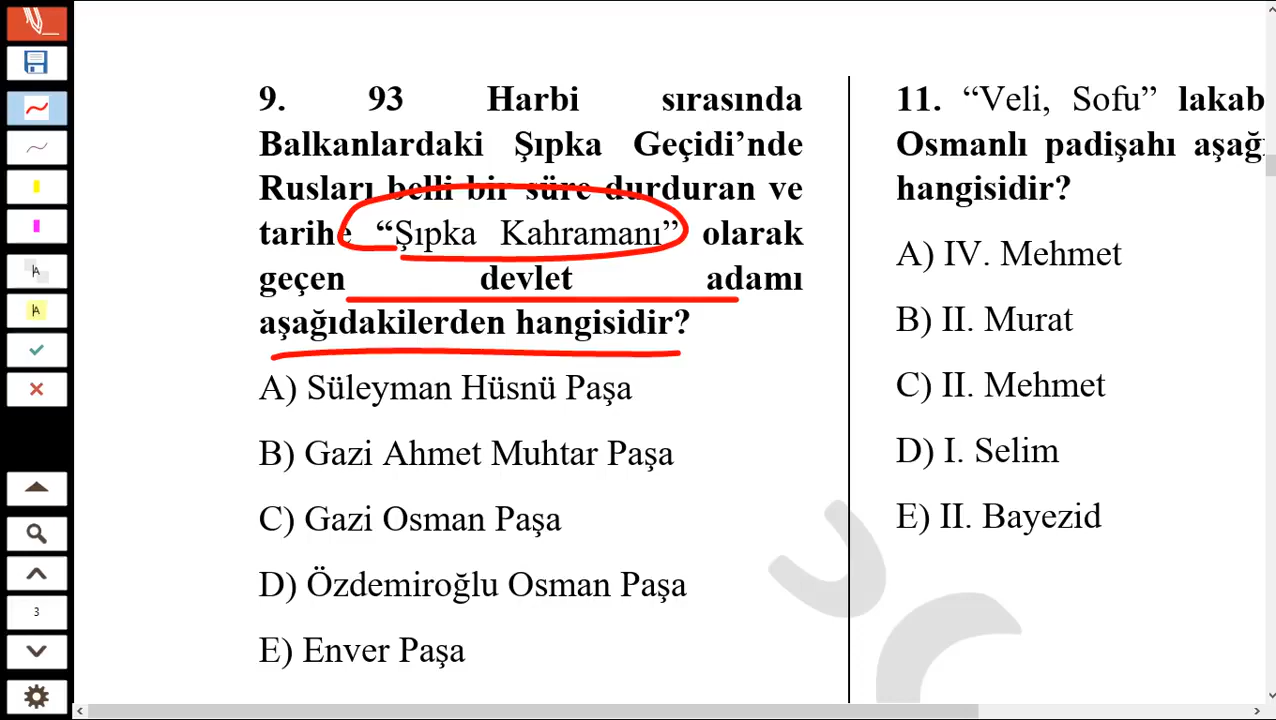 9. 93 Harbi sırasında
Balkanlardaki Şıpka Geçidi’nde
Rusları belli bir süre durduran ve
tarihe “Şıpka Kahramanı” olarak
geçen devlet adamı
aşağıdakilerden hangisidir?
A) Süleyman Hüsnü Paşa
B) Gazi Ahmet Muhtar Paşa
C) Gazi Osman Paşa
D) Özdemiroğlu Osman Paşa
E) Enver Paşa
11. “Veli, Sofu” lakab
Osmanlı padişahı aşağı
hangisidir?
A) IV. Mehmet
B) II. Murat
C) II. Mehmet
D) I. Selim
E) II. Bayezid
3